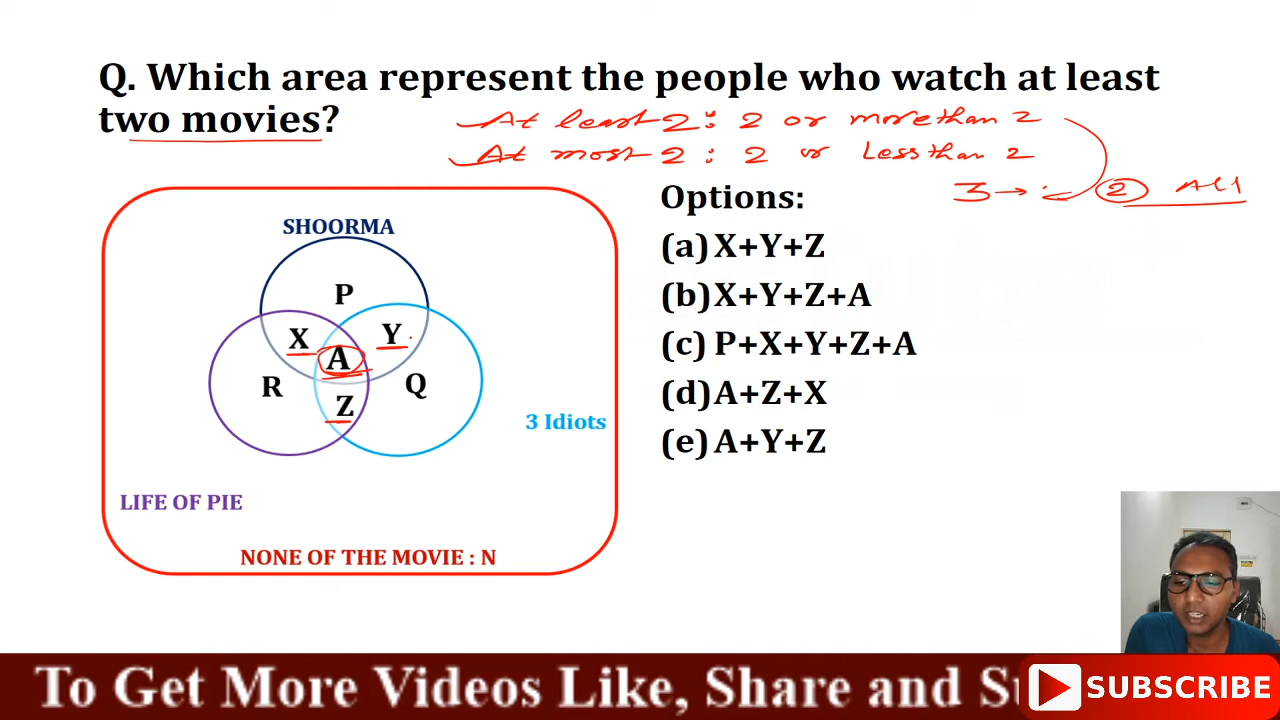 Q. Which area represent the people who watch at least
two movies?
At least 2 : 2 or more than 2
At most 2 : 2 or Less than 2
3 → 2 All
SHOORMA
P
X
Y
A
R
Q
Z
3 Idiots
LIFE OF PIE
NONE OF THE MOVIE : N
Options:
(a) X+Y+Z
(b) X+Y+Z+A
(c) P+X+Y+Z+A
(d) A+Z+X
(e) A+Y+Z
To Get More Videos Like, Share and Su
SUBSCRIBE